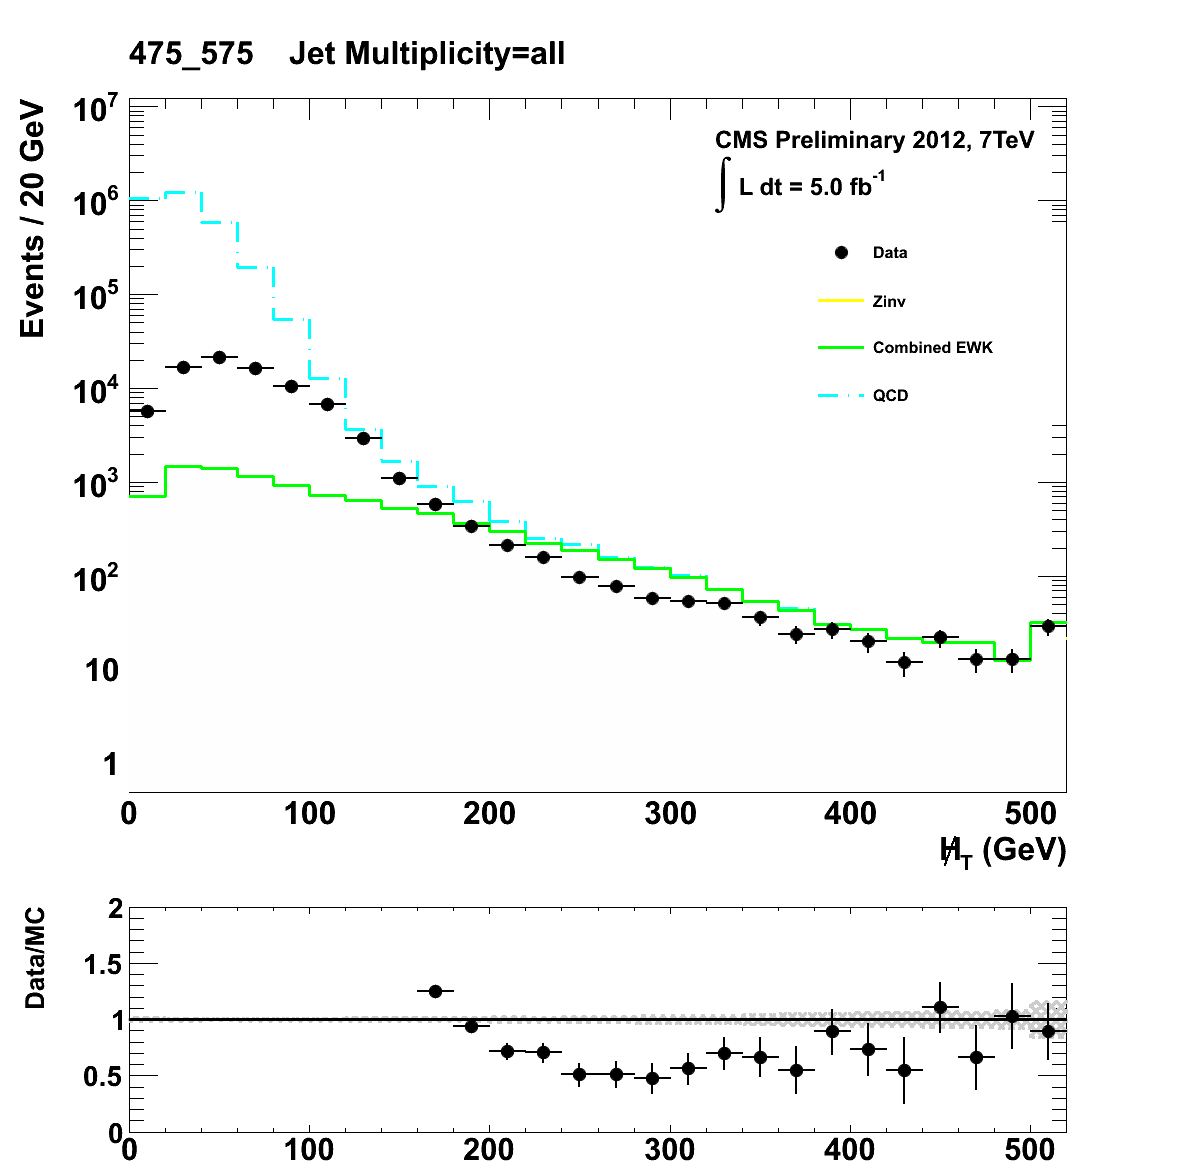 475_575 Jet Multiplicity=all
Events / 20 GeV
10^7
10^6
10^5
10^4
10^3
10^2
10
1
CMS Preliminary 2012, 7TeV
∫ L dt = 5.0 fb^-1
Data
Zinv
Combined EWK
QCD
0 100 200 300 400 500
H̸_T (GeV)
Data/MC
2
1.5
1
0.5
0
0 100 200 300 400 500